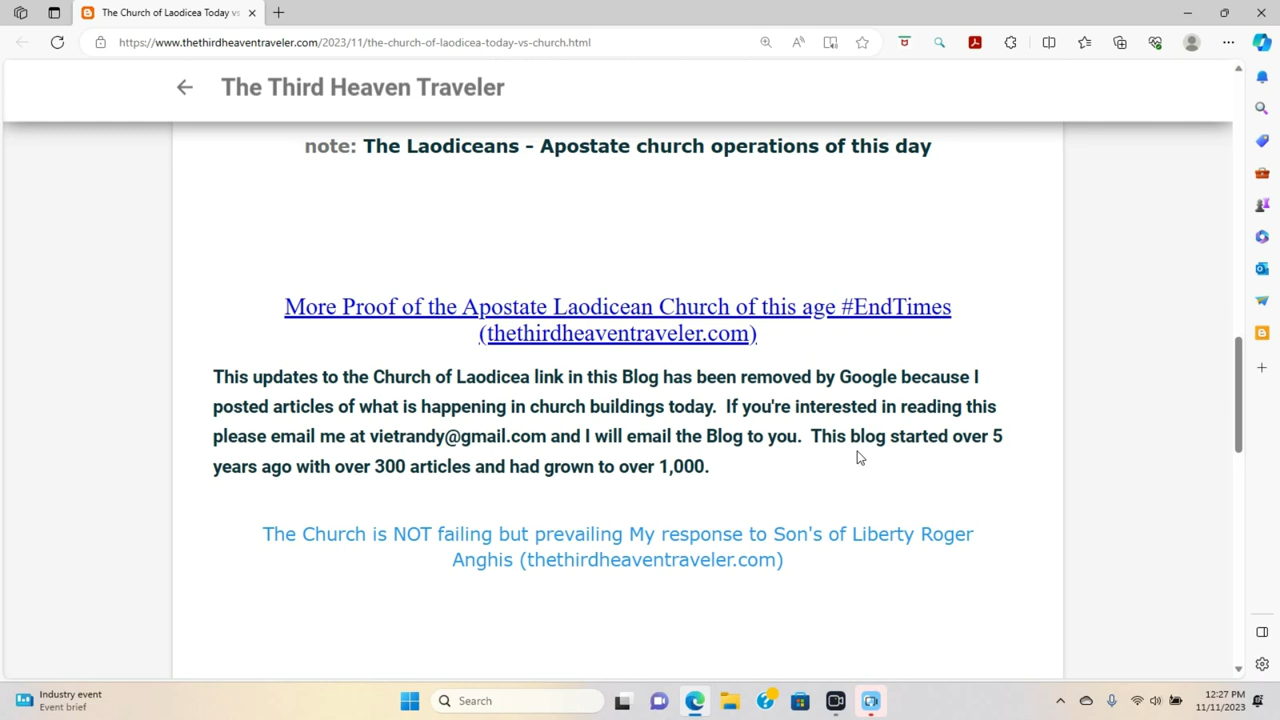 The Church of Laodicea Today vs
https://www.thethirdheaventraveler.com/2023/11/the-church-of-laodicea-today-vs-church.html
The Third Heaven Traveler
note: The Laodiceans - Apostate church operations of this day
More Proof of the Apostate Laodicean Church of this age #EndTimes
(thethirdheaventraveler.com)
This updates to the Church of Laodicea link in this Blog has been removed by Google because I
posted articles of what is happening in church buildings today.  If you're interested in reading this
please email me at vietrandy@gmail.com and I will email the Blog to you.  This blog started over 5
years ago with over 300 articles and had grown to over 1,000.
The Church is NOT failing but prevailing My response to Son's of Liberty Roger
Anghis (thethirdheaventraveler.com)
Industry event
Event brief
Search
12:27 PM
11/11/2023